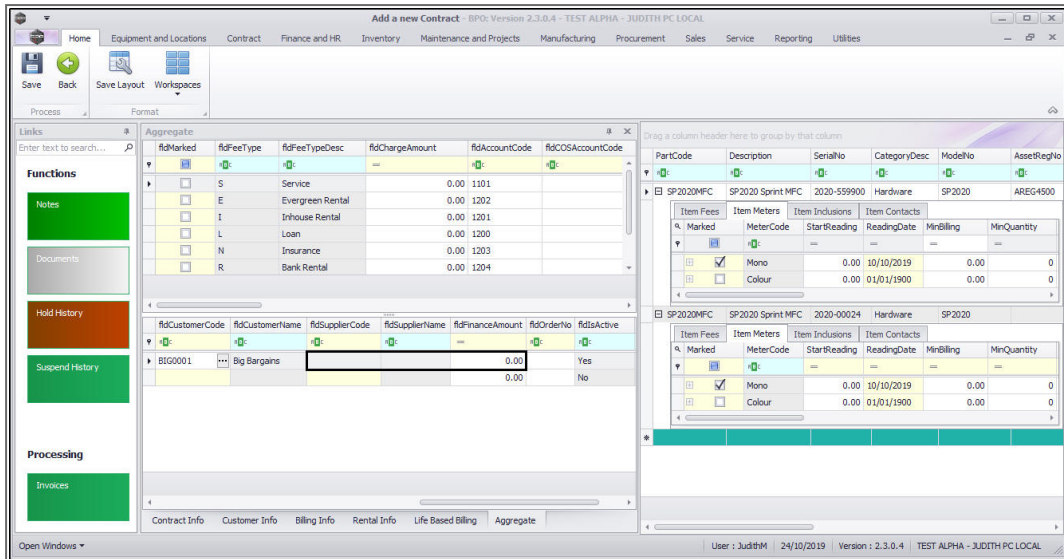 Add a new Contract - BPO: Version 2.3.0.4 - TEST ALPHA - JUDITH PC LOCAL
Home Equipment and Locations Contract Finance and HR Inventory Maintenance and Projects Manufacturing Procurement Sales Service Reporting Utilities
Save Back Save Layout Workspaces
Process Format
Links
Enter text to search...
Functions
Notes
Documents
Hold History
Suspend History
Processing
Invoices
Aggregate
fldMarked fldFeeType fldFeeTypeDesc fldChargeAmount fldAccountCode fldCOSAccountCode
S Service 0.00 1101
E Evergreen Rental 0.00 1202
I Inhouse Rental 0.00 1201
L Loan 0.00 1200
N Insurance 0.00 1203
R Bank Rental 0.00 1204
fldCustomerCode fldCustomerName fldSupplierCode fldSupplierName fldFinanceAmount fldOrderNo fldIsActive
BIG0001 ... Big Bargains 0.00 Yes
0.00 No
Contract Info Customer Info Billing Info Rental Info Life Based Billing Aggregate
Drag a column header here to group by that column
PartCode Description SerialNo CategoryDesc ModelNo AssetRegNo
SP2020MFC SP2020 Sprint MFC 2020-559900 Hardware SP2020 AREG4500
Item Fees Item Meters Item Inclusions Item Contacts
Marked MeterCode StartReading ReadingDate MinBilling MinQuantity
Mono 0.00 10/10/2019 0.00 0
Colour 0.00 01/01/1900 0.00 0
SP2020MFC SP2020 Sprint MFC 2020-00024 Hardware SP2020
Item Fees Item Meters Item Inclusions Item Contacts
Marked MeterCode StartReading ReadingDate MinBilling MinQuantity
Mono 0.00 10/10/2019 0.00 0
Colour 0.00 01/01/1900 0.00 0
Open Windows User : JudithM 24/10/2019 Version : 2.3.0.4 TEST ALPHA - JUDITH PC LOCAL